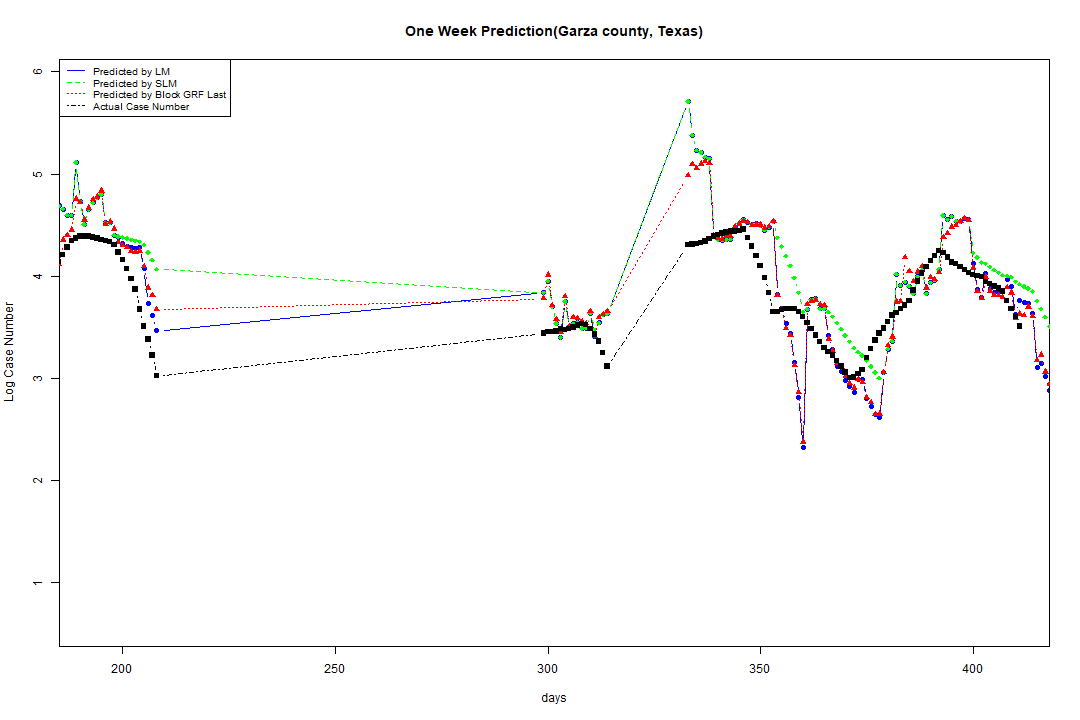 One Week Prediction(Garza county, Texas)
Predicted by LM
Predicted by SLM
Predicted by Block GRF Last
Actual Case Number
Log Case Number
6
5
4
3
2
1
200 250 300 350 400
days